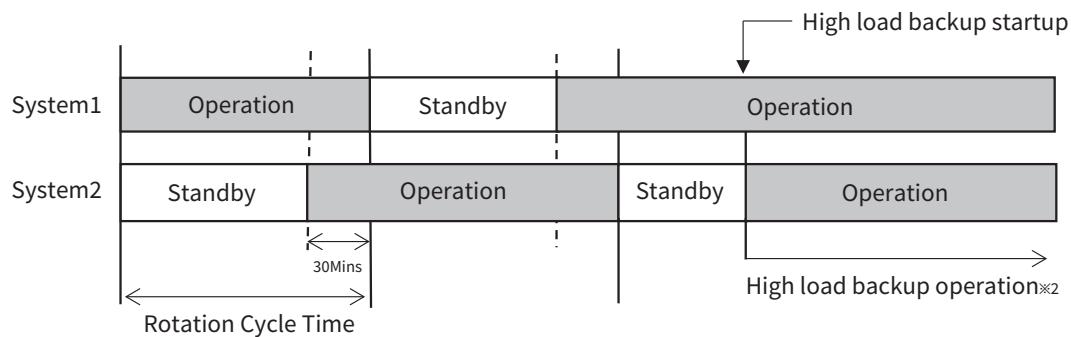 High load backup startup
System1
Operation
Standby
Operation
System2
Standby
Operation
Standby
Operation
30Mins
High load backup operation※2
Rotation Cycle Time